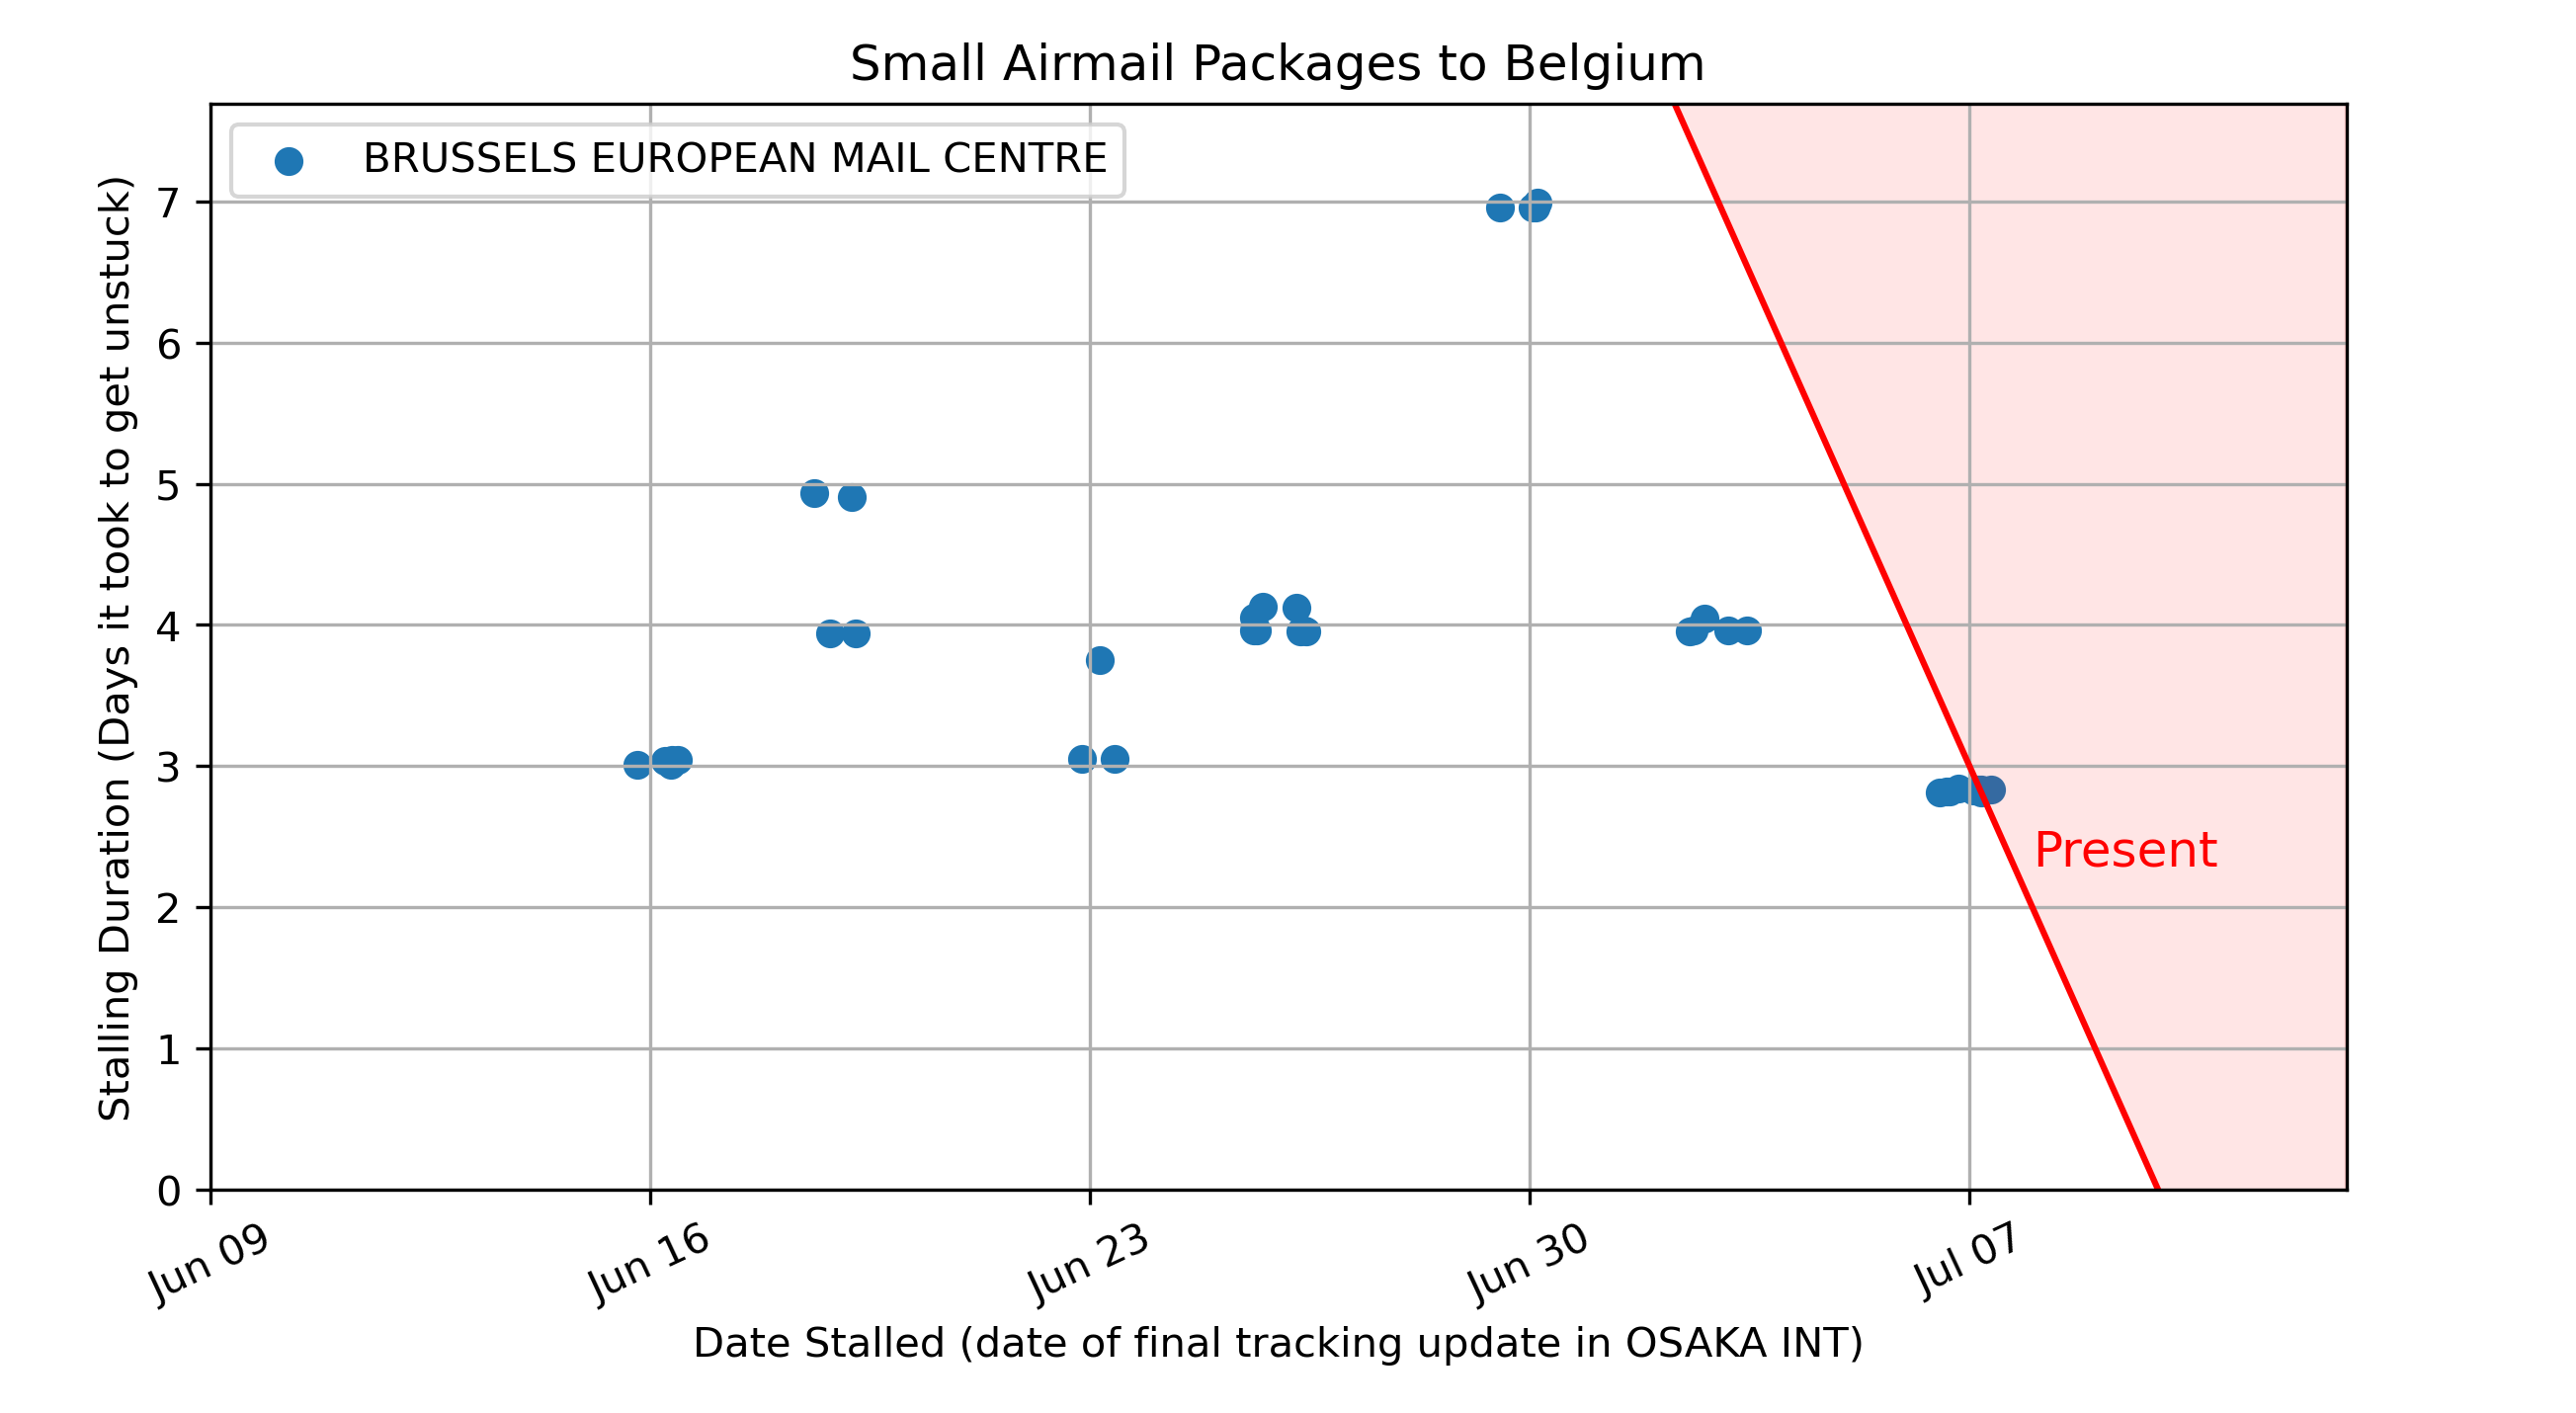 Small Airmail Packages to Belgium
BRUSSELS EUROPEAN MAIL CENTRE
Stalling Duration (Days it took to get unstuck)
7
6
5
4
3
2
1
0
Present
Jun 09
Jun 16
Jun 23
Jun 30
Jul 07
Date Stalled (date of final tracking update in OSAKA INT)